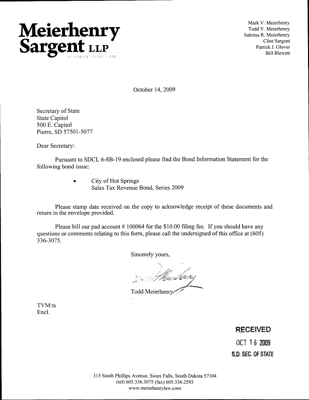 Meierhenry
Sargent LLP
ATTORNEYS AT LAW
Mark V. Meierhenry
Todd V. Meierhenry
Sabrina R. Meierhenry
Clint Sargent
Patrick J. Glover
Bill Blewett
October 14, 2009
Secretary of State
State Capitol
500 E. Capitol
Pierre, SD 57501-5077
Dear Secretary:
Pursuant to SDCL 6-8B-19 enclosed please find the Bond Information Statement for the
following bond issue:
• City of Hot Springs
Sales Tax Revenue Bond, Series 2009
Please stamp date received on the copy to acknowledge receipt of these documents and
return in the envelope provided.
Please bill our pad account # 100064 for the $10.00 filing fee. If you should have any
questions or comments relating to this form, please call the undersigned of this office at (605)
336-3075.
Sincerely yours,
Todd Meierhenry
TVM:ts
Encl.
RECEIVED
OCT 16 2009
S.D. SEC. OF STATE
315 South Phillips Avenue, Sioux Falls, South Dakota 57104
(tel) 605.336.3075 (fax) 605.336.2593
www.meierhenrylaw.com